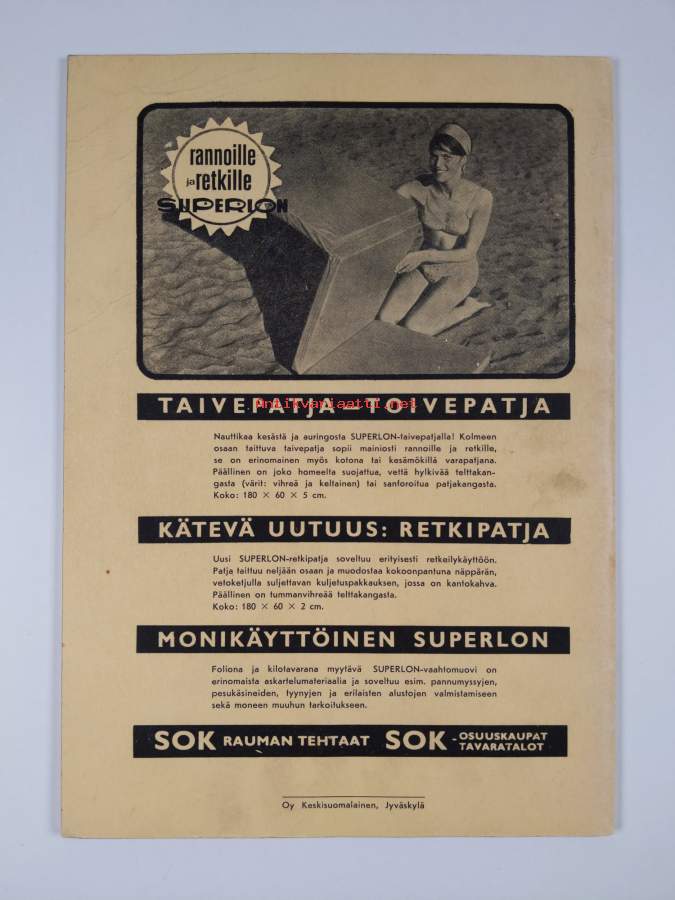 rannoille
ja retkille
SUPERLON
TAIVEPATJA - TOIVEPATJA
Antikvariaatti.net
Nauttikaa kesästä ja auringosta SUPERLON-taivepatjalla! Kolmeen
osaan taittuva taivepatja sopii mainiosti rannoille ja retkille,
se on erinomainen myös kotona tai kesämökillä varapatjana.
Päällinen on joko homeelta suojattua, vettä hylkivää telttakan-
gasta (värit: vihreä ja keltainen) tai sanforoitua patjakangasta.
Koko: 180 × 60 × 5 cm.
KÄTEVÄ UUTUUS: RETKIPATJA
Uusi SUPERLON-retkipatja soveltuu erityisesti retkeilykäyttöön.
Patja taittuu neljään osaan ja muodostaa kokoonpantuna näppärän,
vetoketjulla suljettavan kuljetuspakkauksen, jossa on kantokahva.
Päällinen on tummanvihreää telttakangasta.
Koko: 180 × 60 × 2 cm.
MONIKÄYTTÖINEN SUPERLON
Foliona ja kilotavarana myytävä SUPERLON-vaahtomuovi on
erinomaista askartelumateriaalia ja soveltuu esim. pannumyssyjen,
pesukäsineiden, tyynyjen ja erilaisten alustojen valmistamiseen
sekä moneen muuhun tarkoitukseen.
SOK RAUMAN TEHTAAT SOK -OSUUSKAUPAT
TAVARATALOT
Oy Keskisuomalainen, Jyväskylä